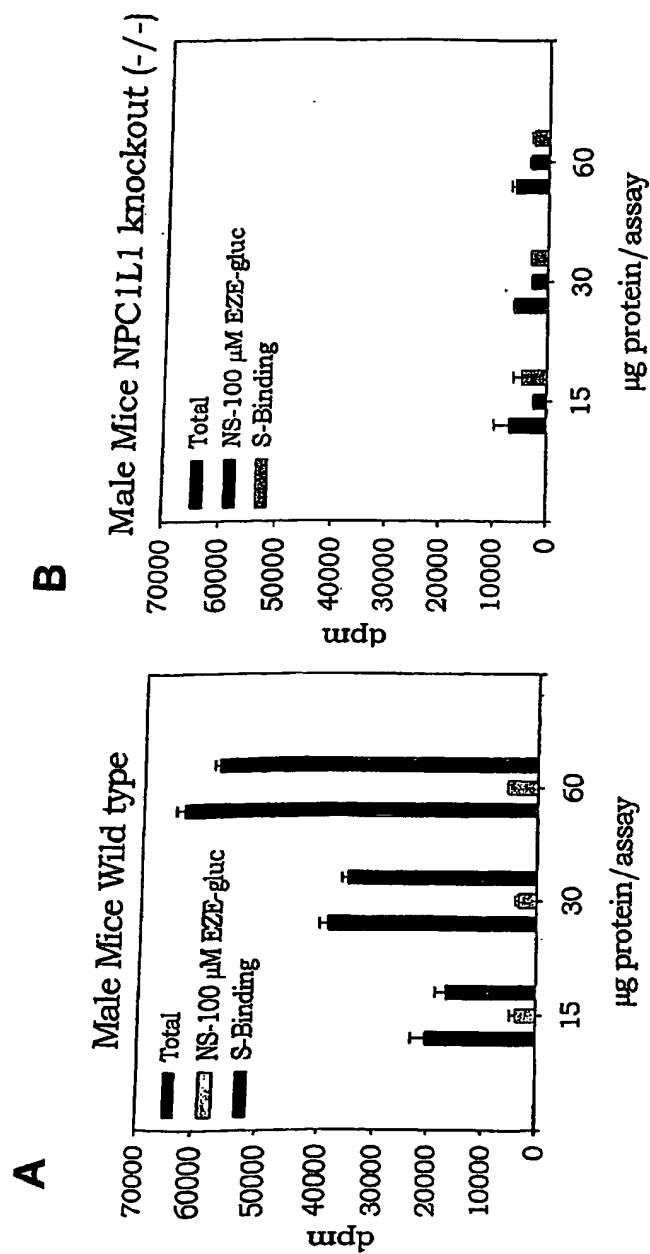 A
Male Mice Wild type
70000
60000
50000
40000
30000
20000
10000
0
dpm
Total
NS-100 µM EZE-gluc
S-Binding
15
30
60
µg protein/assay
B
Male Mice NPC1L1 knockout (-/-)
70000
60000
50000
40000
30000
20000
10000
0
dpm
Total
NS-100 µM EZE-gluc
S-Binding
15
30
60
µg protein/assay